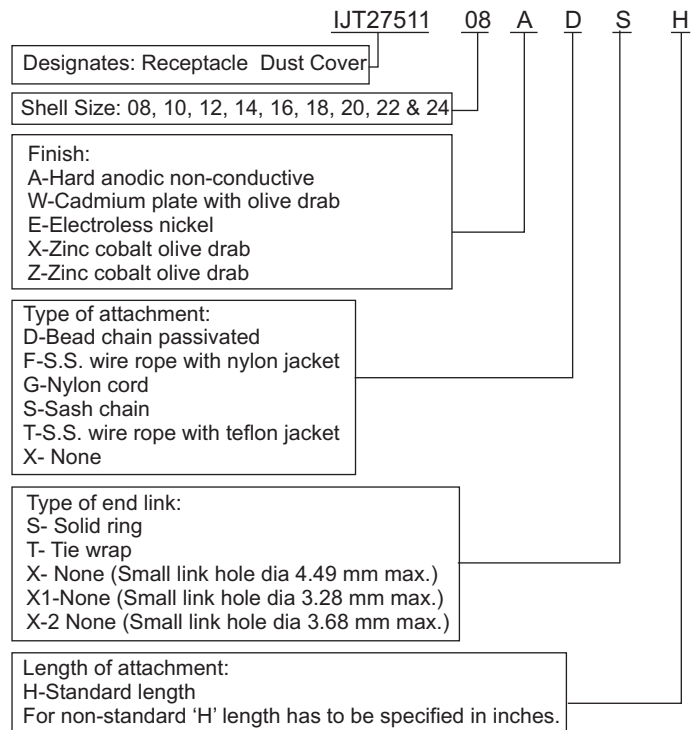 IJT27511 08 A D S H
Designates: Receptacle Dust Cover
Shell Size: 08, 10, 12, 14, 16, 18, 20, 22 & 24
Finish:
A-Hard anodic non-conductive
W-Cadmium plate with olive drab
E-Electroless nickel
X-Zinc cobalt olive drab
Z-Zinc cobalt olive drab
Type of attachment:
D-Bead chain passivated
F-S.S. wire rope with nylon jacket
G-Nylon cord
S-Sash chain
T-S.S. wire rope with teflon jacket
X- None
Type of end link:
S- Solid ring
T- Tie wrap
X- None (Small link hole dia 4.49 mm max.)
X1-None (Small link hole dia 3.28 mm max.)
X-2 None (Small link hole dia 3.68 mm max.)
Length of attachment:
H-Standard length
For non-standard ‘H’ length has to be specified in inches.